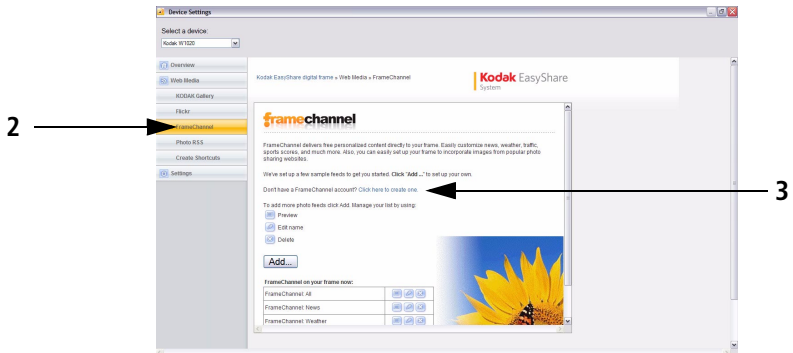 Device Settings
Select a device:
Kodak W1020
Overview
Web Media
KODAK Gallery
Flickr
FrameChannel
Photo RSS
Create Shortcuts
Settings
Kodak EasyShare digital frame » Web Media » FrameChannel
Kodak EasyShare
System
framechannel
FrameChannel delivers free personalized content directly to your frame. Easily customize news, weather, traffic,
sports scores, and much more. Also, you can easily set up your frame to incorporate images from popular photo
sharing websites.
We've set up a few sample feeds to get you started. Click "Add ..." to set up your own.
Don't have a FrameChannel account? Click here to create one.
To add more photo feeds click Add. Manage your list by using:
Preview
Edit name
Delete
Add...
FrameChannel on your frame now:
FrameChannel: All
FrameChannel: News
FrameChannel: Weather
2
3